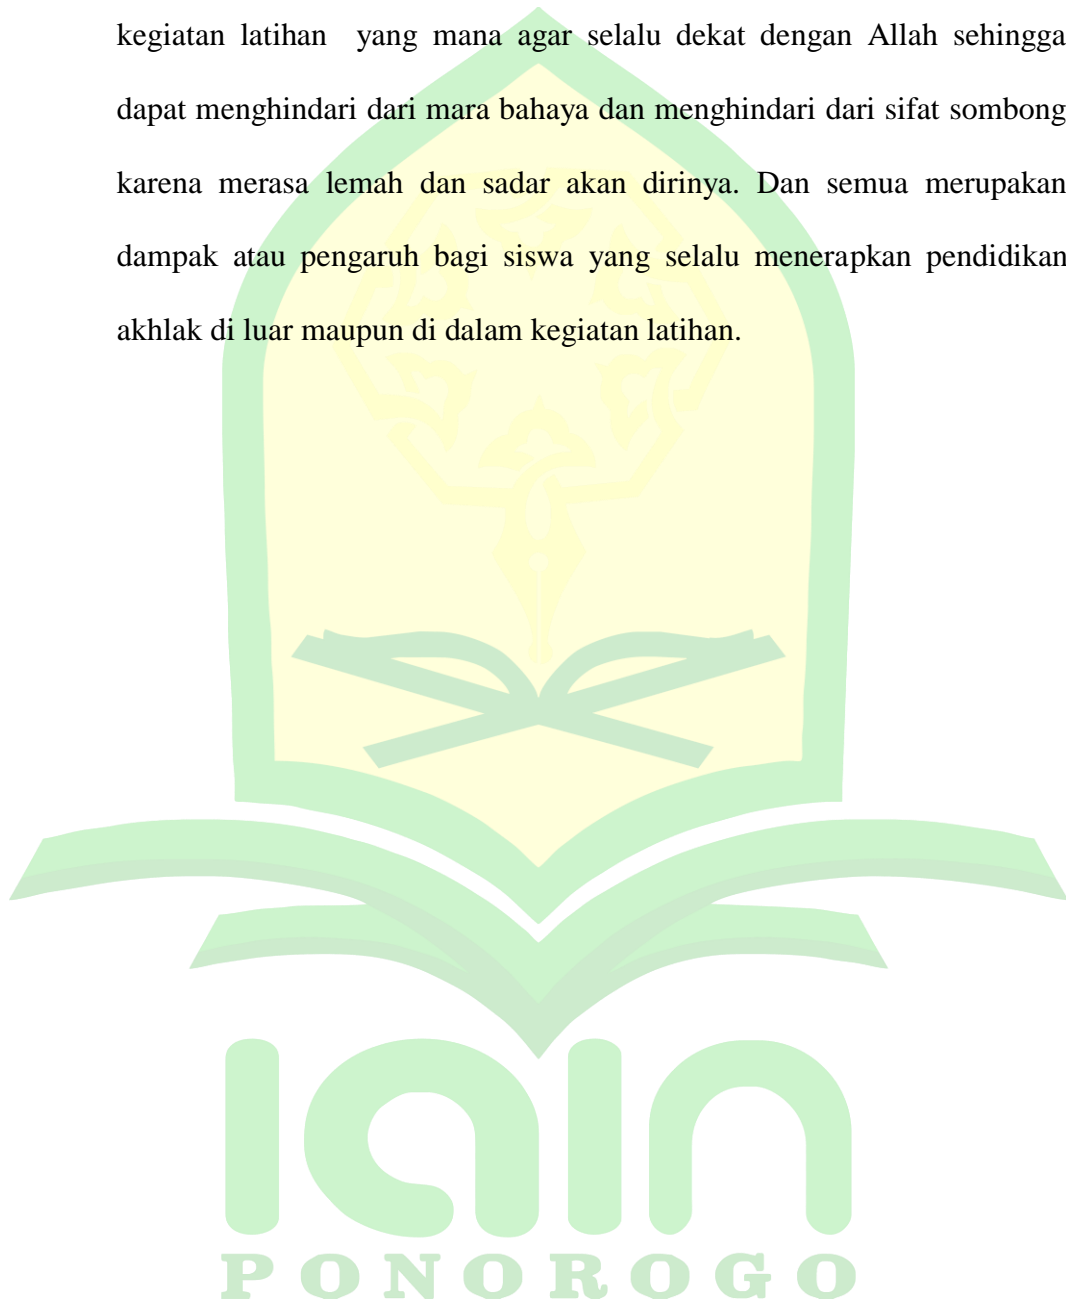 kegiatan latihan yang mana agar selalu dekat dengan Allah sehingga
dapat menghindari dari mara bahaya dan menghindari dari sifat sombong
karena merasa lemah dan sadar akan dirinya. Dan semua merupakan
dampak atau pengaruh bagi siswa yang selalu menerapkan pendidikan
akhlak di luar maupun di dalam kegiatan latihan.
iain
PONOROGO